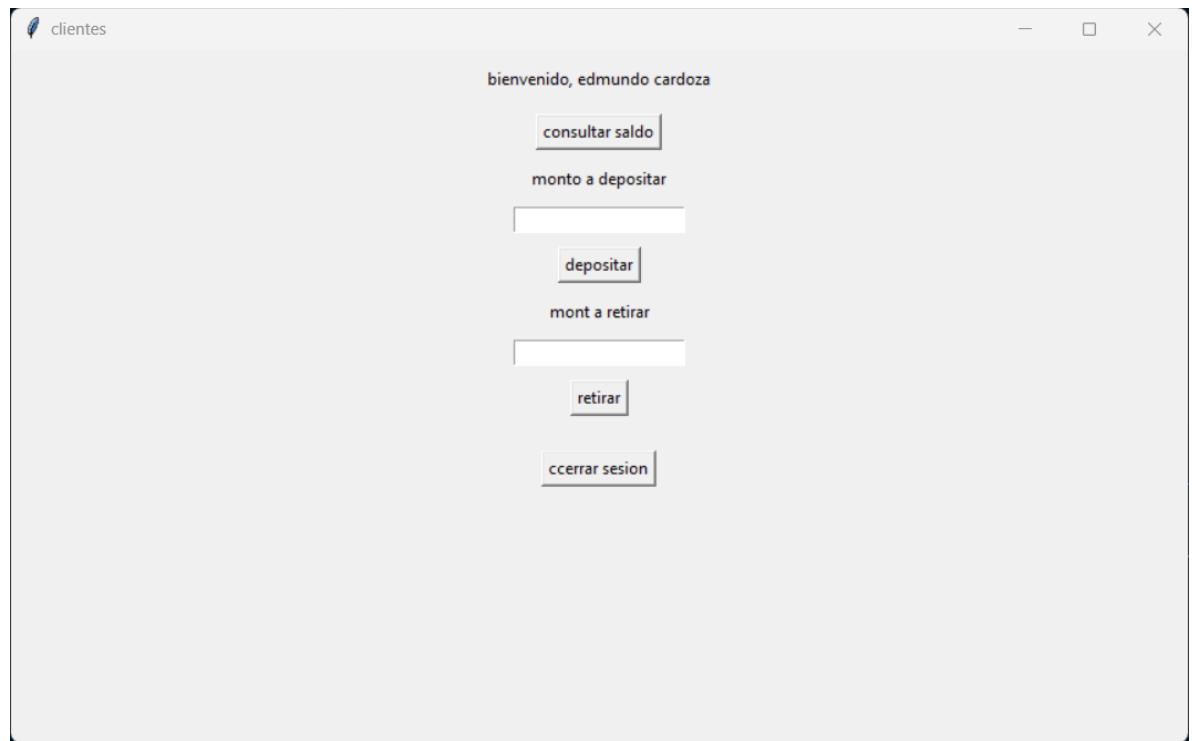 clientes
bienvenido, edmundo cardoza
consultar saldo
monto a depositar
depositar
mont a retirar
retirar
ccerrar sesion